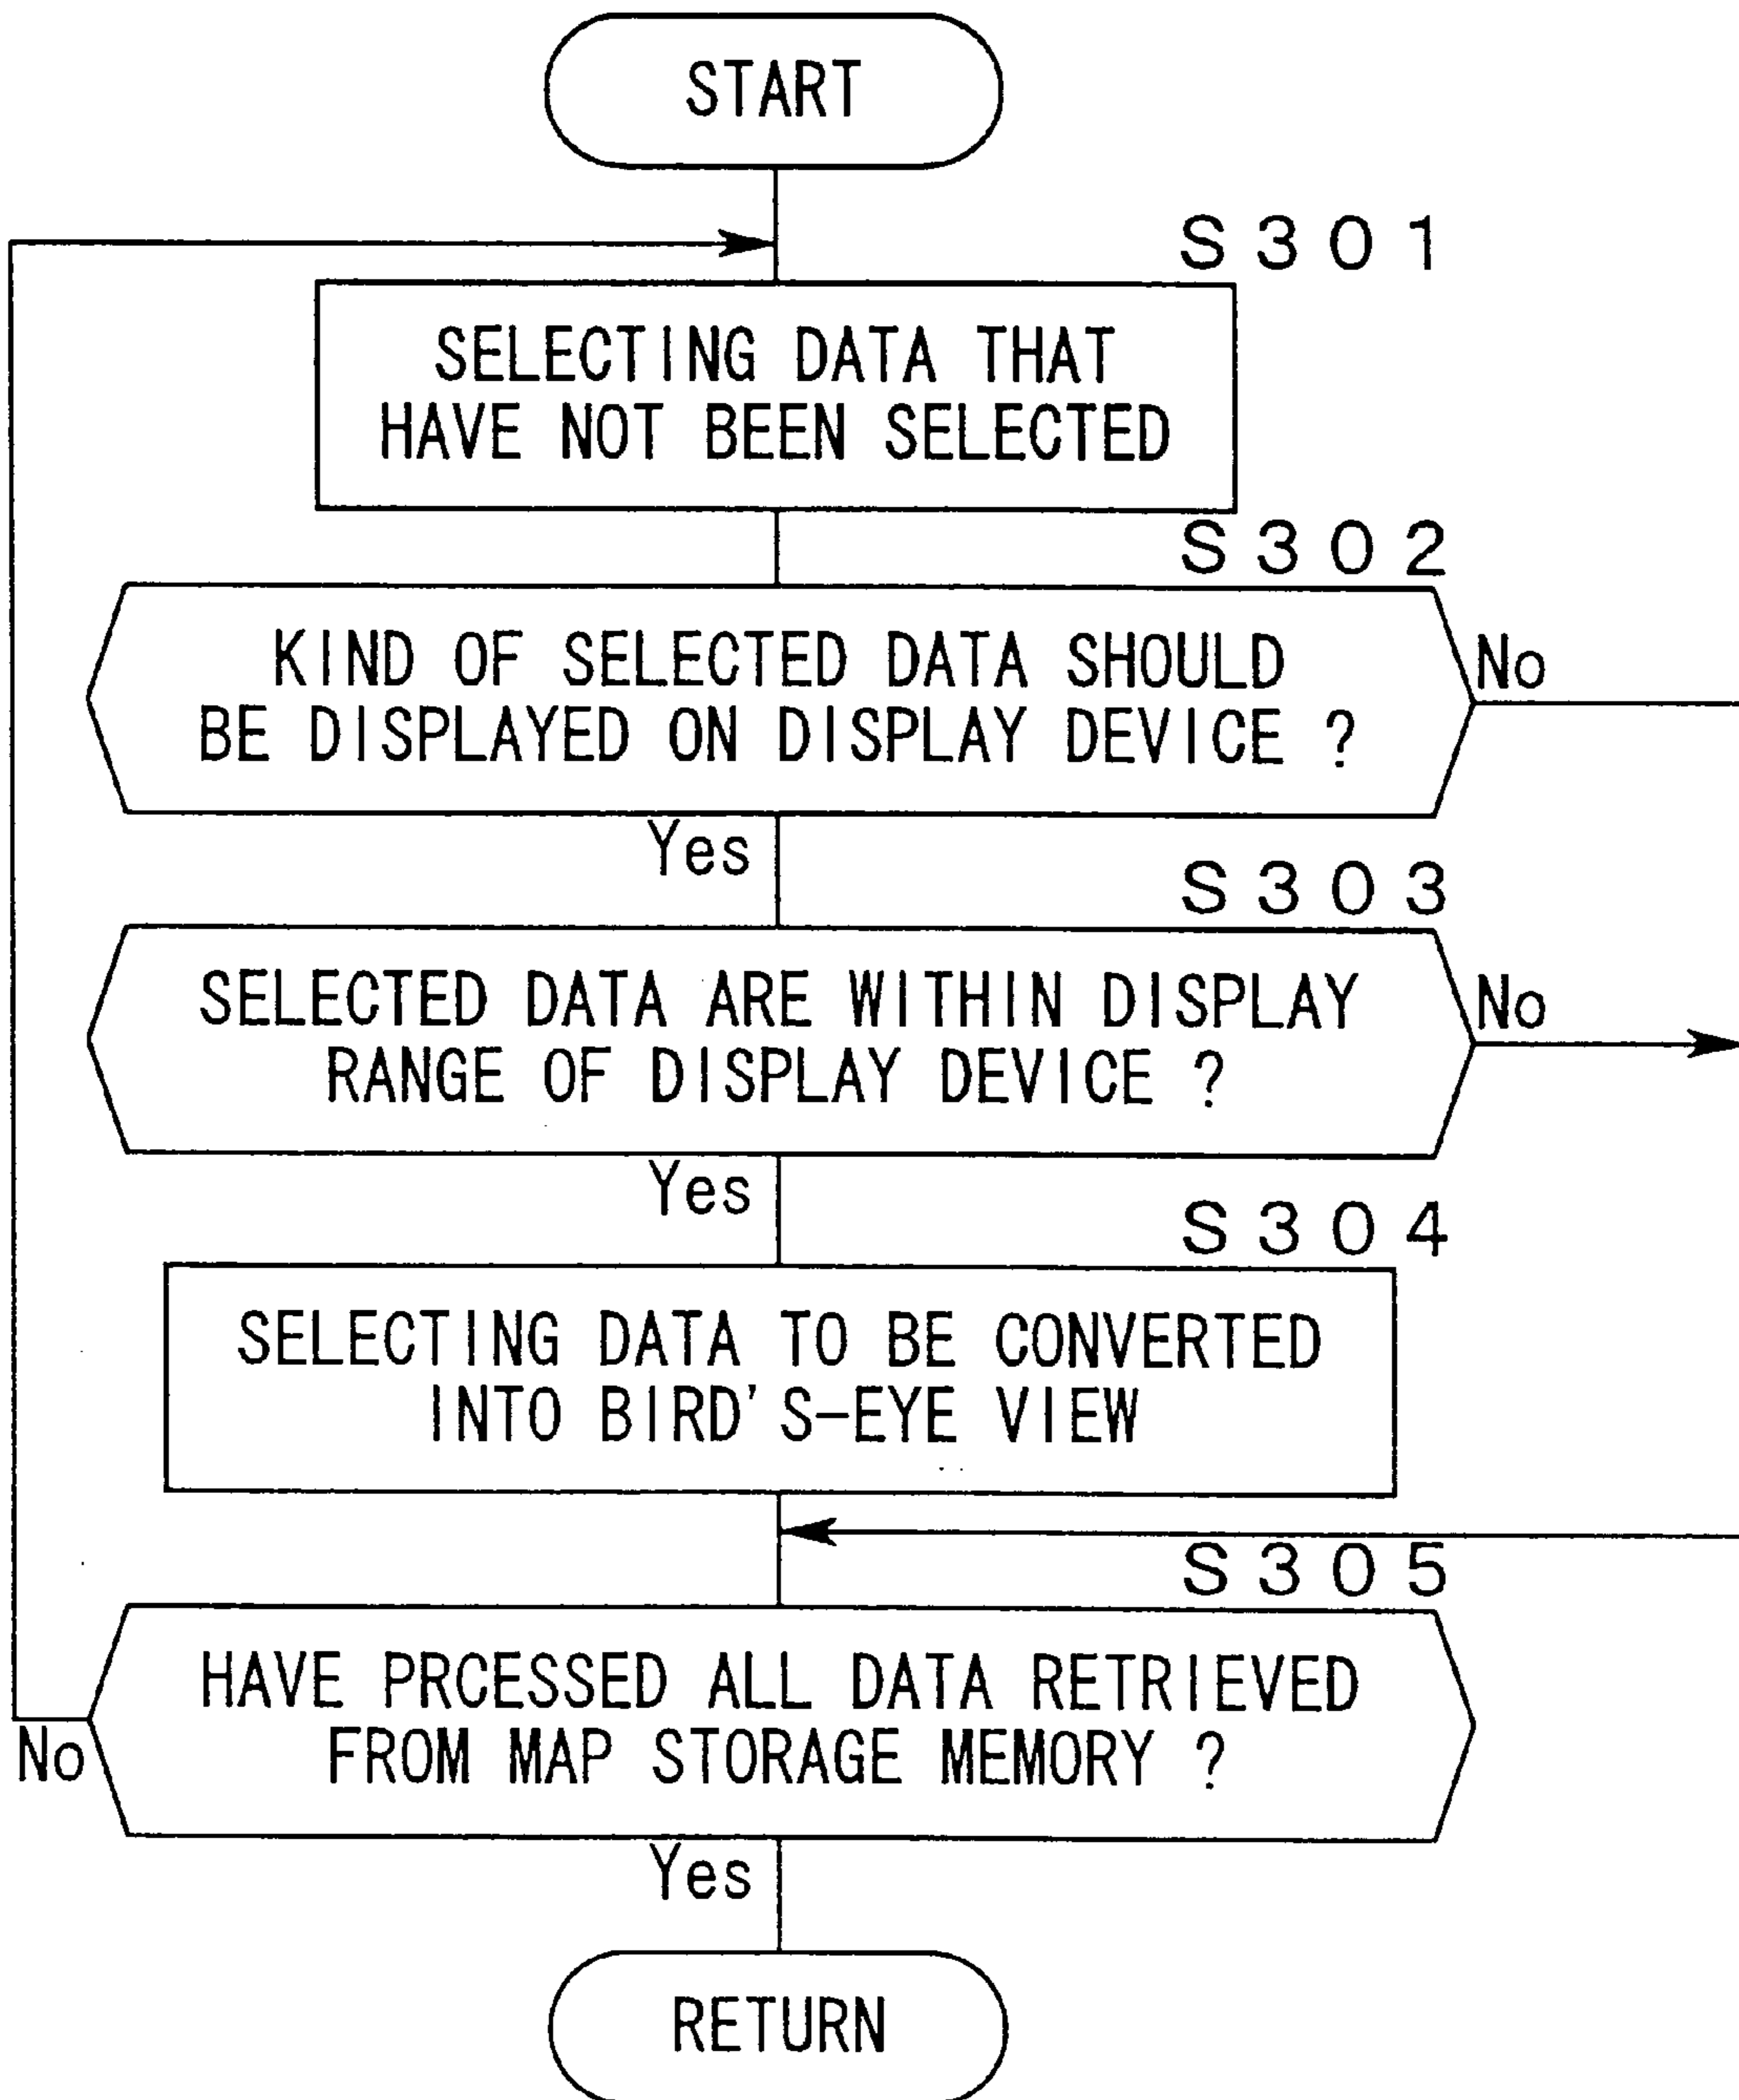 START
S301
SELECTING DATA THAT
HAVE NOT BEEN SELECTED
S302
KIND OF SELECTED DATA SHOULD
BE DISPLAYED ON DISPLAY DEVICE ?
No
Yes
S303
SELECTED DATA ARE WITHIN DISPLAY
RANGE OF DISPLAY DEVICE ?
No
Yes
S304
SELECTING DATA TO BE CONVERTED
INTO BIRD'S-EYE VIEW
S305
HAVE PRCESSED ALL DATA RETRIEVED
FROM MAP STORAGE MEMORY ?
No
Yes
RETURN